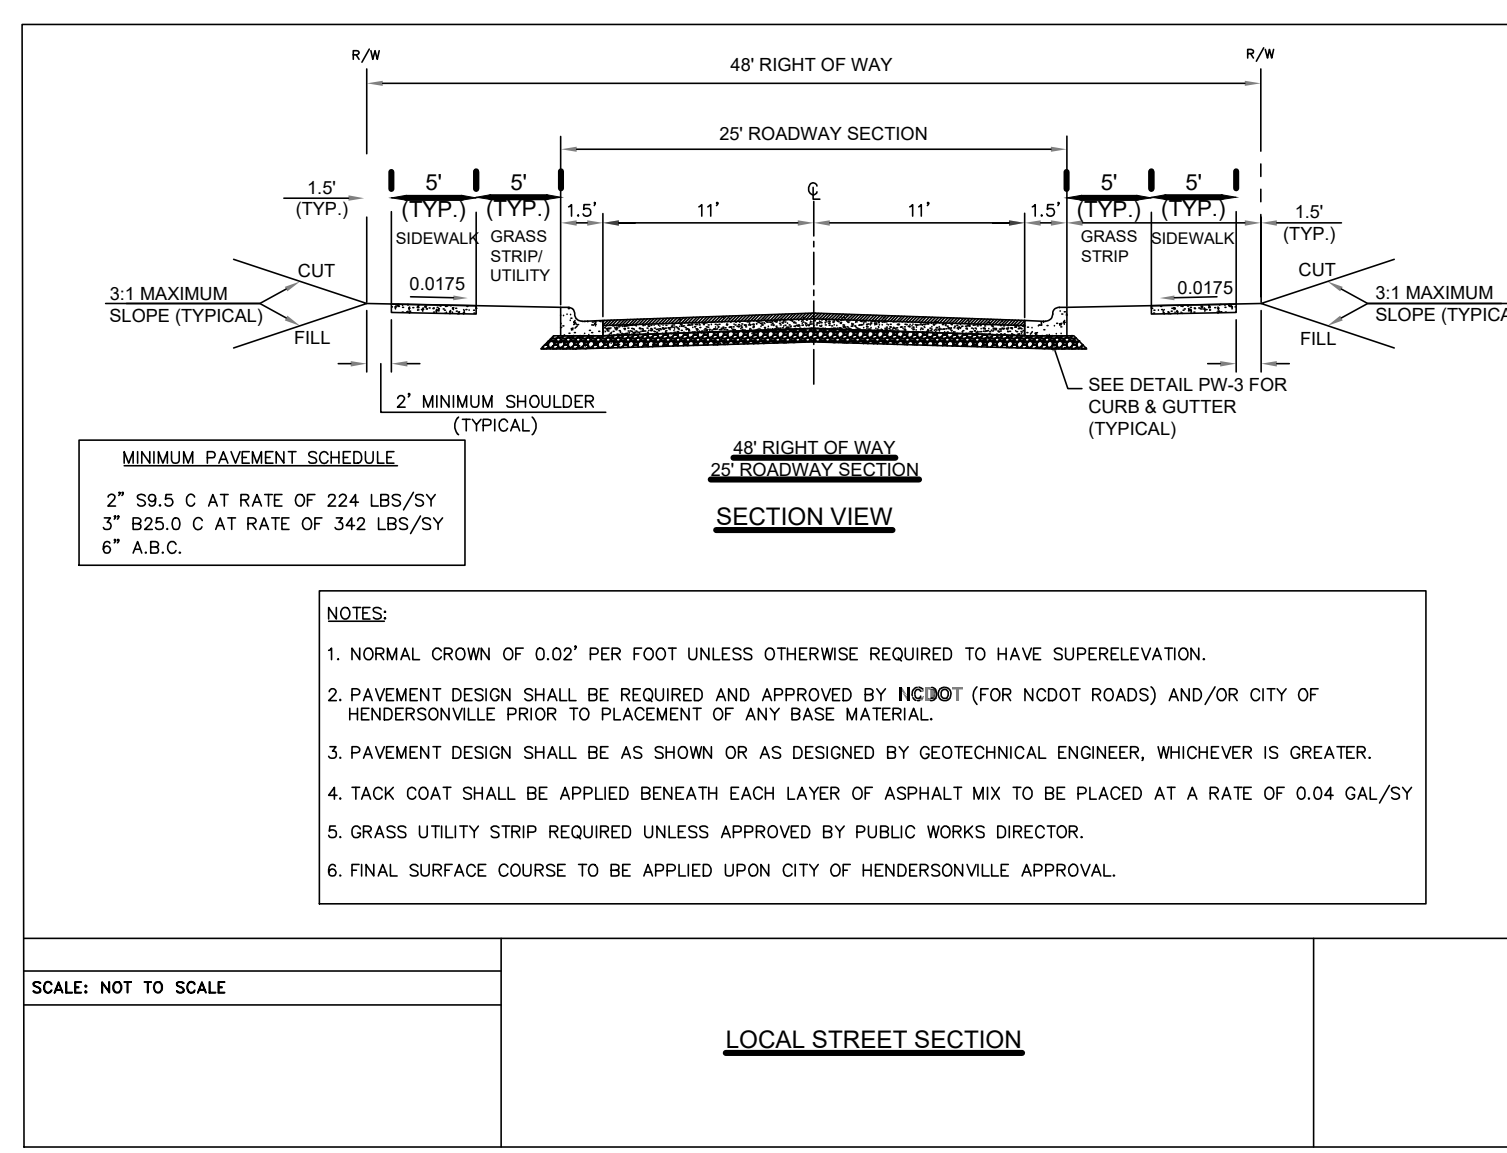 R/W
R/W
48' RIGHT OF WAY
25' ROADWAY SECTION
1.5'
(TYP.)
5'
(TYP.)
SIDEWALK
5'
(TYP.)
GRASS
STRIP/
UTILITY
1.5'
11'
℄
11'
1.5'
5'
(TYP.)
GRASS
STRIP
5'
(TYP.)
SIDEWALK
1.5'
(TYP.)
CUT
3:1 MAXIMUM
SLOPE (TYPICAL)
FILL
0.0175
0.0175
CUT
3:1 MAXIMUM
SLOPE (TYPICA
FILL
2' MINIMUM SHOULDER
(TYPICAL)
SEE DETAIL PW-3 FOR
CURB & GUTTER
(TYPICAL)
48' RIGHT OF WAY
25' ROADWAY SECTION
SECTION VIEW
MINIMUM PAVEMENT SCHEDULE
2" S9.5 C AT RATE OF 224 LBS/SY
3" B25.0 C AT RATE OF 342 LBS/SY
6" A.B.C.
NOTES:
1. NORMAL CROWN OF 0.02' PER FOOT UNLESS OTHERWISE REQUIRED TO HAVE SUPERELEVATION.
2. PAVEMENT DESIGN SHALL BE REQUIRED AND APPROVED BY NCDOT (FOR NCDOT ROADS) AND/OR CITY OF
HENDERSONVILLE PRIOR TO PLACEMENT OF ANY BASE MATERIAL.
3. PAVEMENT DESIGN SHALL BE AS SHOWN OR AS DESIGNED BY GEOTECHNICAL ENGINEER, WHICHEVER IS GREATER.
4. TACK COAT SHALL BE APPLIED BENEATH EACH LAYER OF ASPHALT MIX TO BE PLACED AT A RATE OF 0.04 GAL/SY
5. GRASS UTILITY STRIP REQUIRED UNLESS APPROVED BY PUBLIC WORKS DIRECTOR.
6. FINAL SURFACE COURSE TO BE APPLIED UPON CITY OF HENDERSONVILLE APPROVAL.
SCALE: NOT TO SCALE
LOCAL STREET SECTION